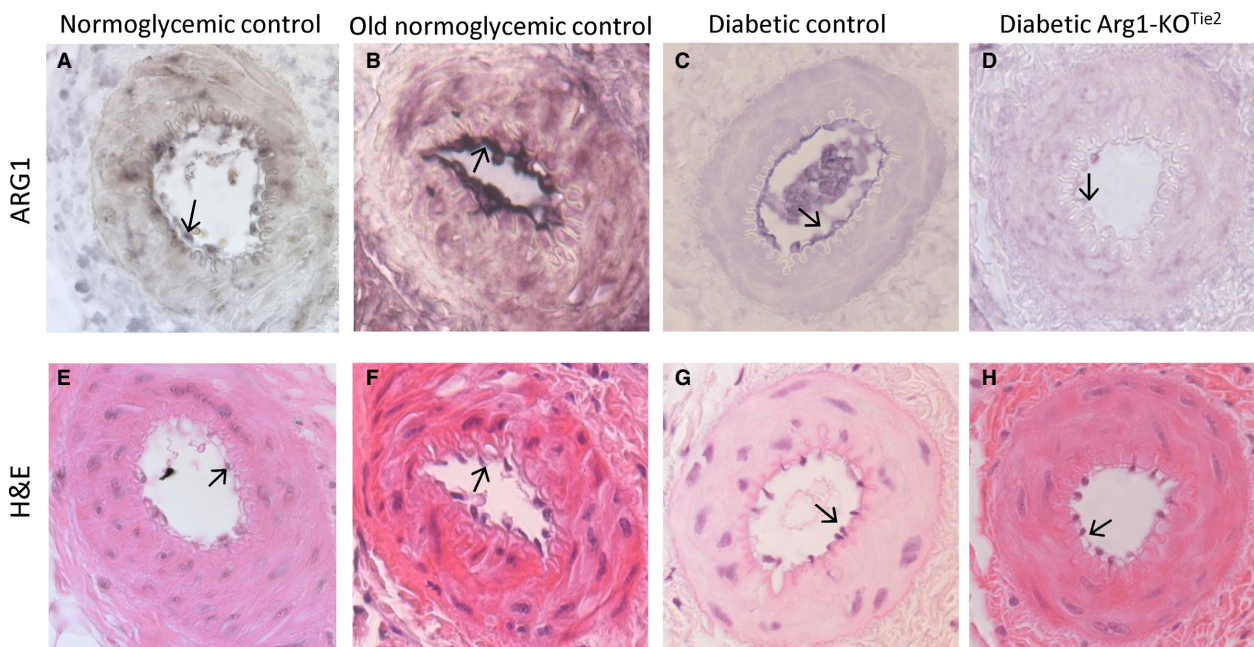 Normoglycemic control
Old normoglycemic control
Diabetic control
Diabetic Arg1-KOTie2
ARG1
A
B
C
D
H&E
E
F
G
H